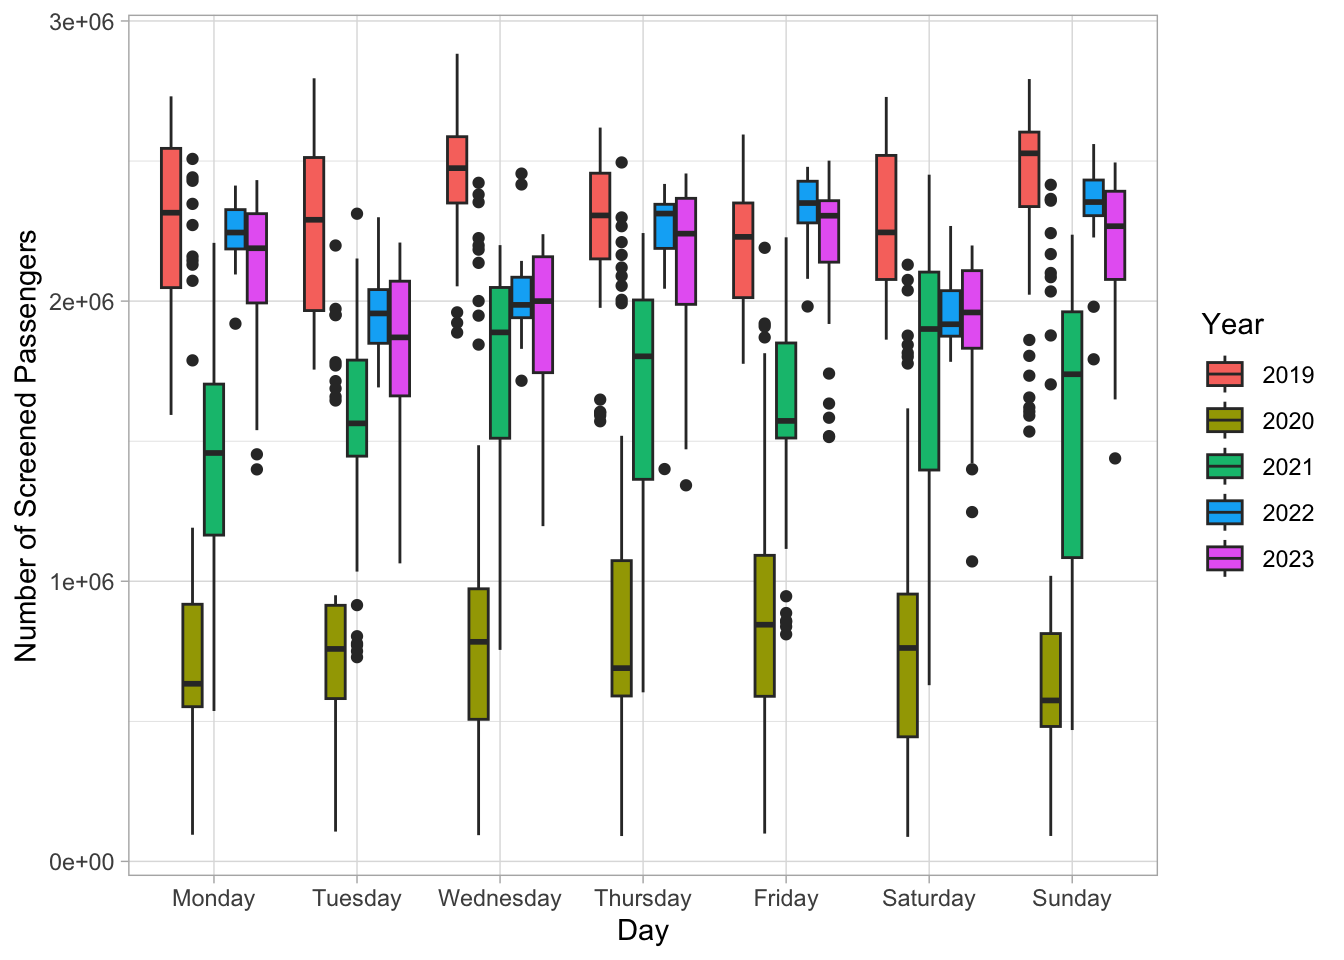 Number of Screened Passengers
3e+06
2e+06
1e+06
0e+00
Monday
Tuesday
Wednesday
Thursday
Friday
Saturday
Sunday
Day
Year
2019
2020
2021
2022
2023